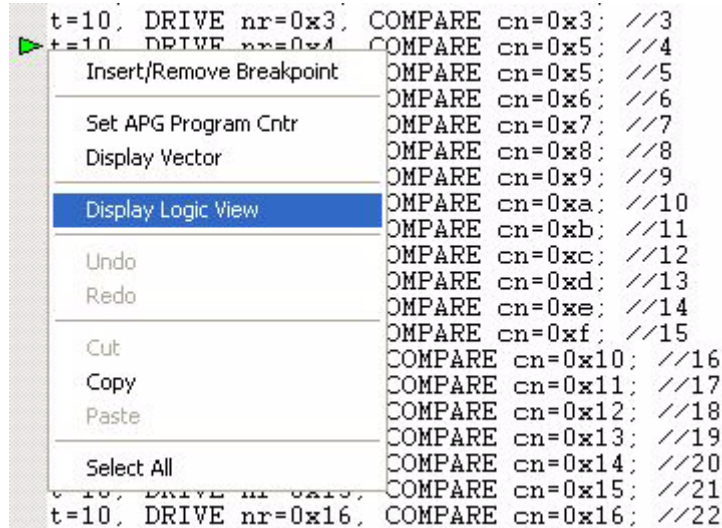 t=10, DRIVE nr=0x3, COMPARE cn=0x3; //3
t=10, DRIVE nr=0x4, COMPARE cn=0x5; //4
OMPARE cn=0x5; //5
OMPARE cn=0x6; //6
OMPARE cn=0x7; //7
OMPARE cn=0x8; //8
OMPARE cn=0x9; //9
OMPARE cn=0xa; //10
OMPARE cn=0xb; //11
OMPARE cn=0xc; //12
OMPARE cn=0xd; //13
OMPARE cn=0xe; //14
OMPARE cn=0xf; //15
COMPARE cn=0x10; //16
COMPARE cn=0x11; //17
COMPARE cn=0x12; //18
COMPARE cn=0x13; //19
COMPARE cn=0x14; //20
t=10, DRIVE nr=0x15, COMPARE cn=0x15; //21
t=10, DRIVE nr=0x16, COMPARE cn=0x16; //22
Insert/Remove Breakpoint
Set APG Program Cntr
Display Vector
Display Logic View
Undo
Redo
Cut
Copy
Paste
Select All